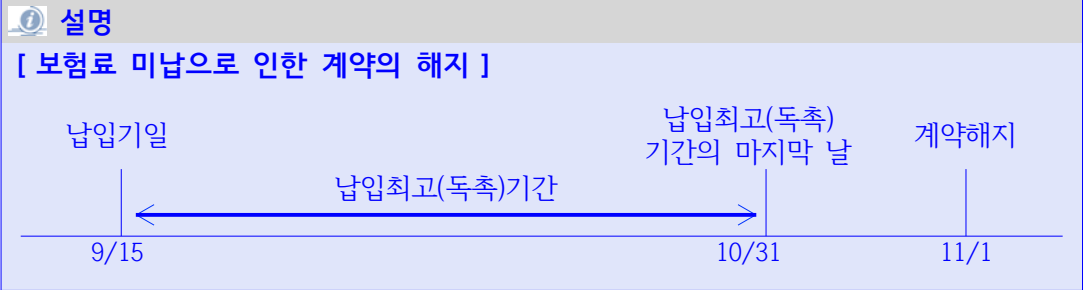 설명
[ 보험료 미납으로 인한 계약의 해지 ]
납입기일
납입최고(독촉)
기간의 마지막 날
계약해지
납입최고(독촉)기간
9/15
10/31
11/1